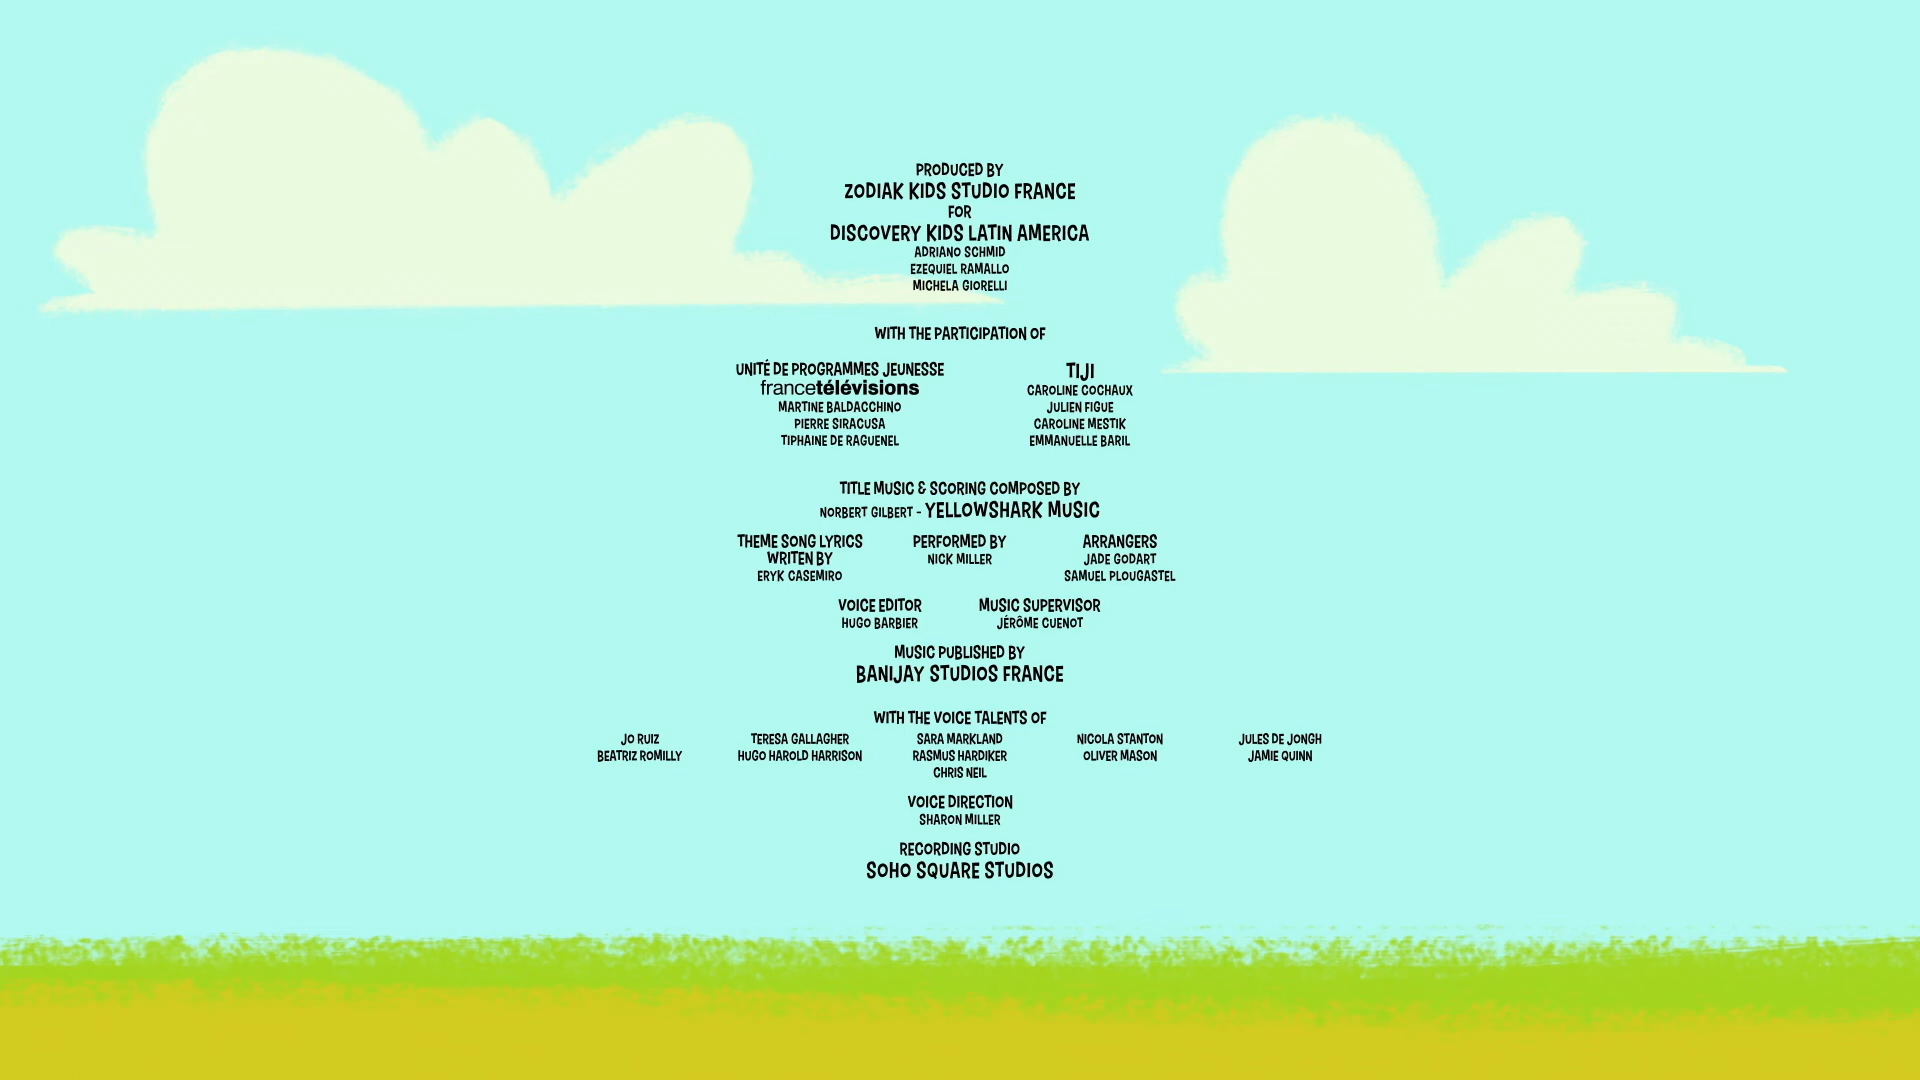 PRODUCED BY
ZODIAK KIDS STUDIO FRANCE
FOR
DISCOVERY KIDS LATIN AMERICA
ADRIANO SCHMID
EZEQUIEL RAMALLO
MICHELA GIORELLI
WITH THE PARTICIPATION OF
UNITÉ DE PROGRAMMES JEUNESSE
francetélévisions
MARTINE BALDACCHINO
PIERRE SIRACUSA
TIPHAINE DE RAGUENEL
TIJI
CAROLINE COCHAUX
JULIEN FIGUE
CAROLINE MESTIK
EMMANUELLE BARIL
TITLE MUSIC & SCORING COMPOSED BY
NORBERT GILBERT - YELLOWSHARK MUSIC
THEME SONG LYRICS
WRITEN BY
ERYK CASEMIRO
PERFORMED BY
NICK MILLER
ARRANGERS
JADE GODART
SAMUEL PLOUGASTEL
VOICE EDITOR
HUGO BARBIER
MUSIC SUPERVISOR
JÉRÔME CUENOT
MUSIC PUBLISHED BY
BANIJAY STUDIOS FRANCE
WITH THE VOICE TALENTS OF
JO RUIZ
BEATRIZ ROMILLY
TERESA GALLAGHER
HUGO HAROLD HARRISON
SARA MARKLAND
RASMUS HARDIKER
CHRIS NEIL
NICOLA STANTON
OLIVER MASON
JULES DE JONGH
JAMIE QUINN
VOICE DIRECTION
SHARON MILLER
RECORDING STUDIO
SOHO SQUARE STUDIOS